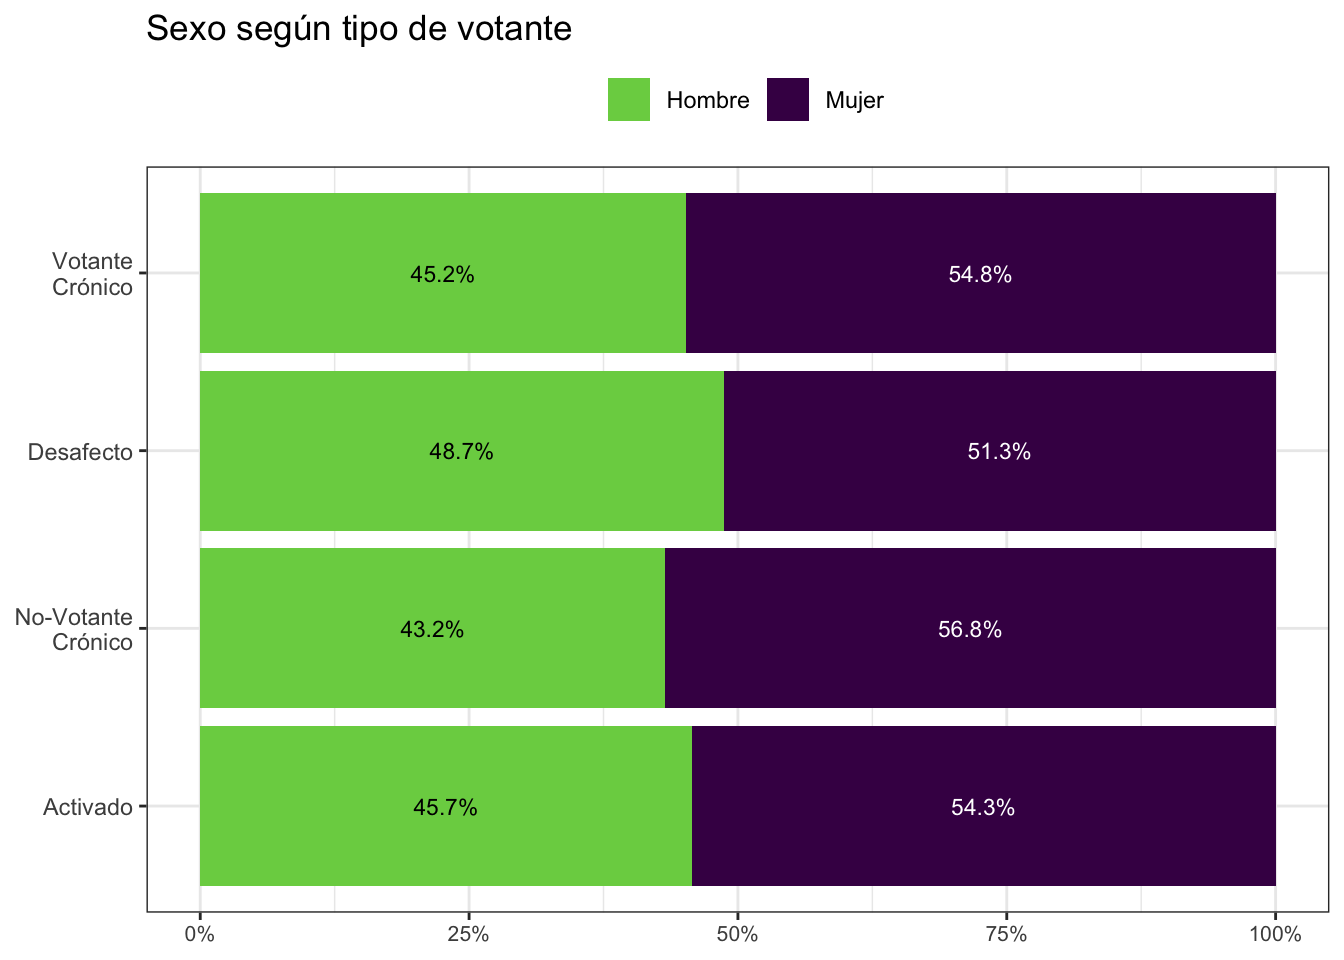 Sexo según tipo de votante
Hombre Mujer
Votante
Crónico
45.2% 54.8%
Desafecto
48.7% 51.3%
No-Votante
Crónico
43.2% 56.8%
Activado
45.7% 54.3%
0% 25% 50% 75% 100%